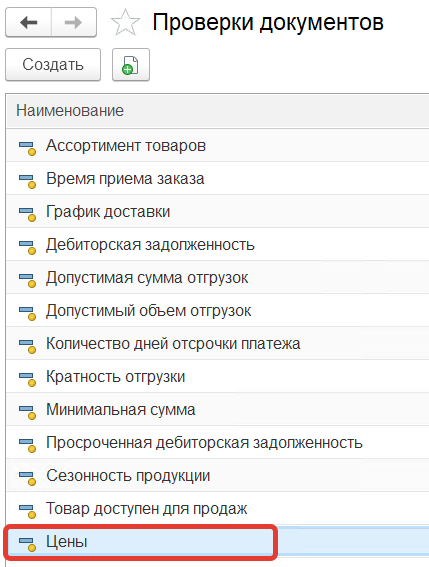 Проверки документов
Создать
Наименование
Ассортимент товаров
Время приема заказа
График доставки
Дебиторская задолженность
Допустимая сумма отгрузок
Допустимый объем отгрузок
Количество дней отсрочки платежа
Кратность отгрузки
Минимальная сумма
Просроченная дебиторская задолженность
Сезонность продукции
Товар доступен для продаж
Цены